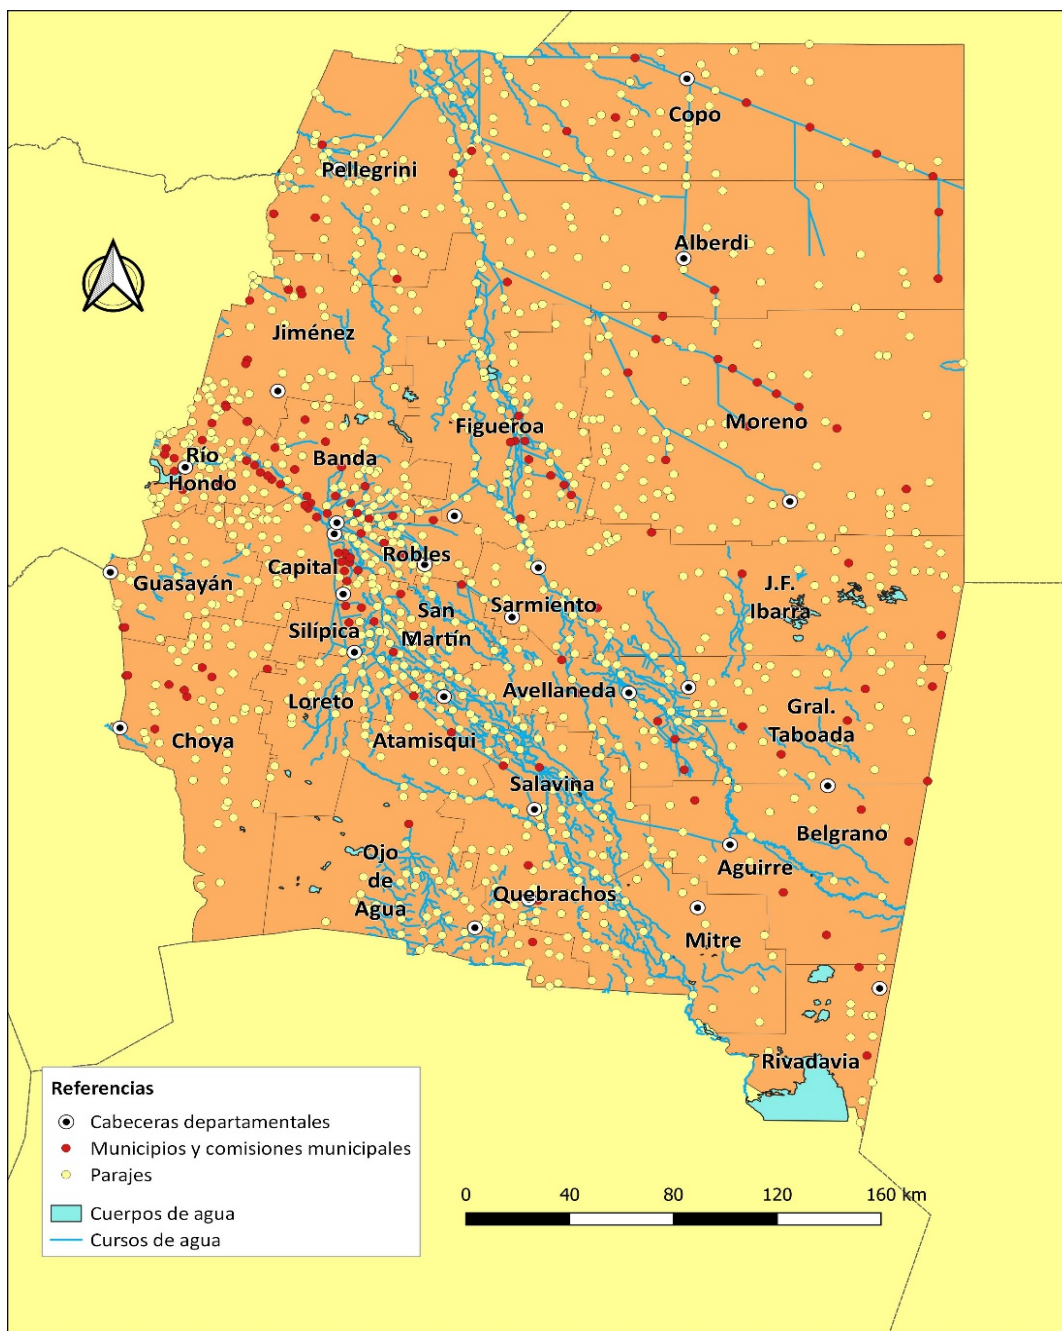 Copo
Pellegrini
Alberdi
Jiménez
Figueroa
Moreno
Río
Hondo
Banda
Robles
Capital
Guasayán
J.F.
Ibarra
Sarmiento
San
Martín
Silípica
Avellaneda
Loreto
Gral.
Taboada
Choya
Atamisqui
Salavina
Belgrano
Ojo
de
Agua
Aguirre
Quebrachos
Mitre
Rivadavia
Referencias
Cabeceras departamentales
Municipios y comisiones municipales
Parajes
Cuerpos de agua
Cursos de agua
0 40 80 120 160 km